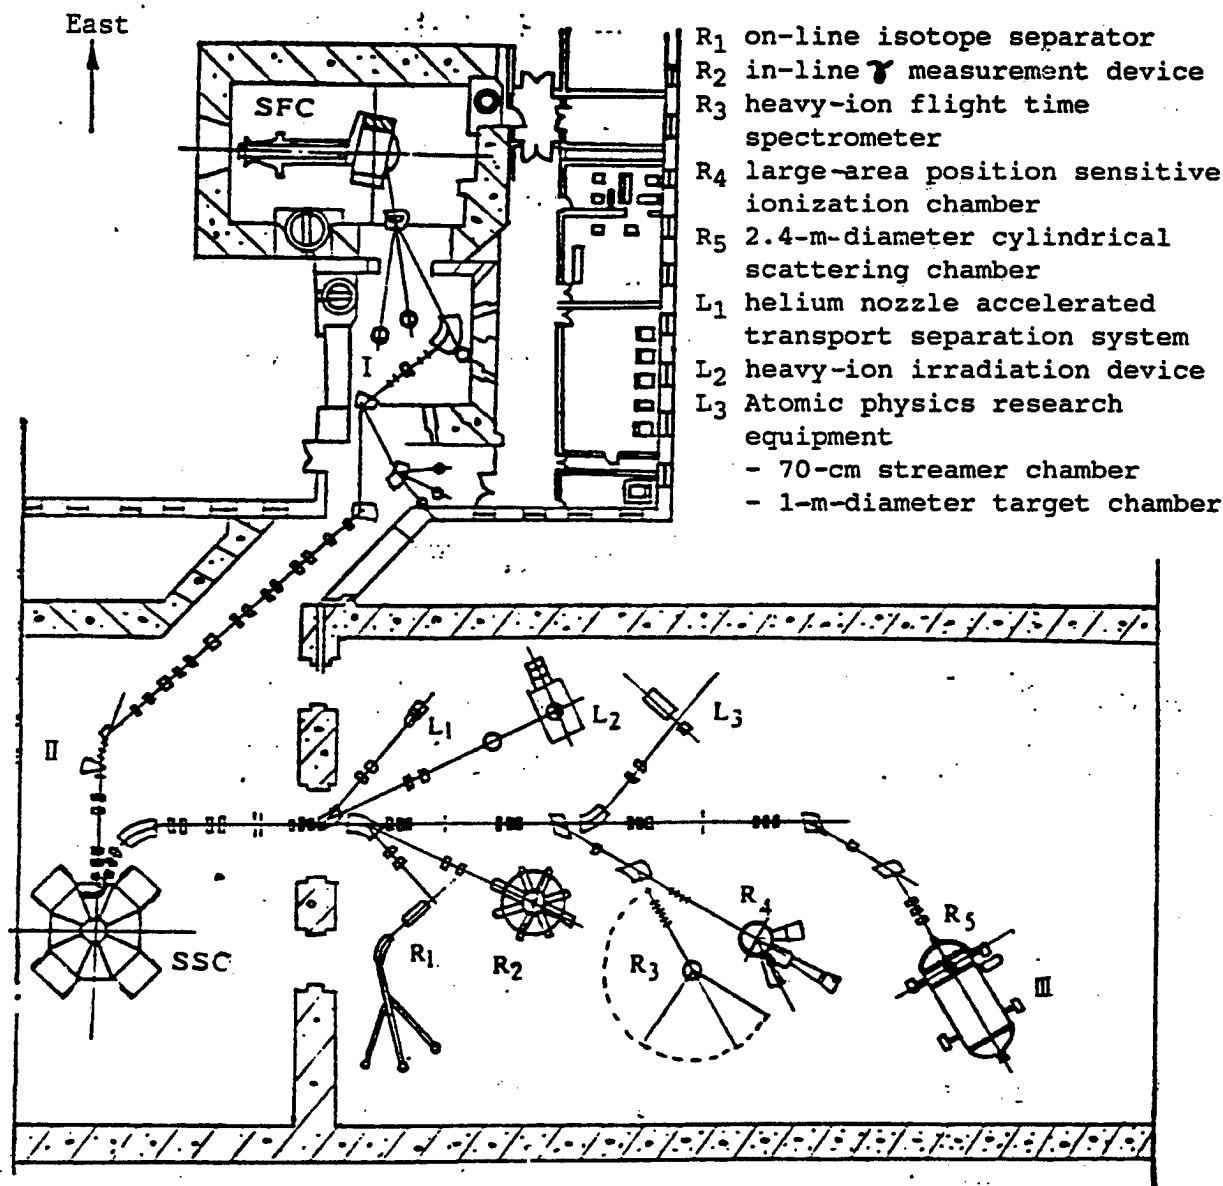 East
R₁ on-line isotope separator
R₂ in-line γ measurement device
R₃ heavy-ion flight time
spectrometer
R₄ large-area position sensitive
ionization chamber
R₅ 2.4-m-diameter cylindrical
scattering chamber
L₁ helium nozzle accelerated
transport separation system
L₂ heavy-ion irradiation device
L₃ Atomic physics research
equipment
- 70-cm streamer chamber
- 1-m-diameter target chamber
SFC
I
II
L₁
L₂
L₃
SSC
R₁
R₂
R₃
R₄
R₅
III